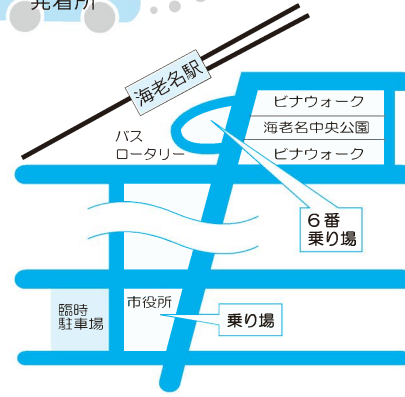 発着所
海老名駅
ビナウォーク
海老名中央公園
ビナウォーク
バス
ロータリー
6番
乗り場
市役所
臨時
駐車場
乗り場